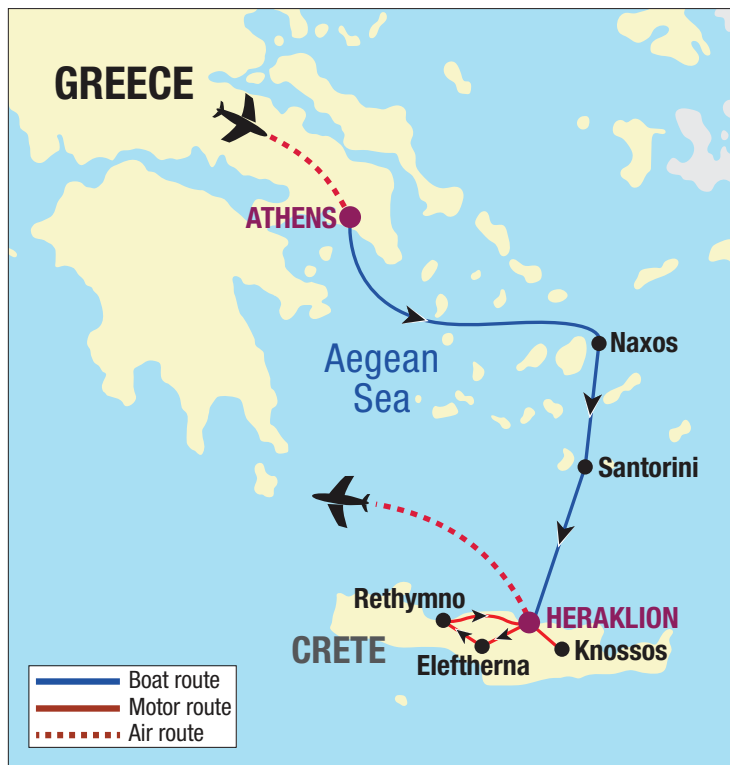 GREECE
ATHENS
Aegean
Sea
Naxos
Santorini
Rethymno
HERAKLION
CRETE
Eleftherna
Knossos
Boat route
Motor route
Air route